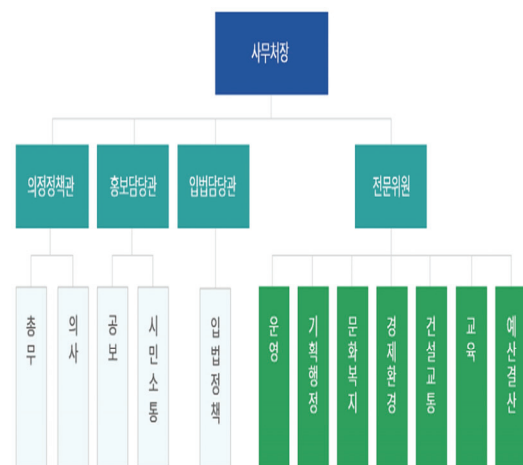 사무처장
의정정책관
홍보담당관
입법담당관
전문위원
총무
의사
공보
시민소통
입법정책
운영
기획행정
문화복지
경제환경
건설교통
교육
예산결산